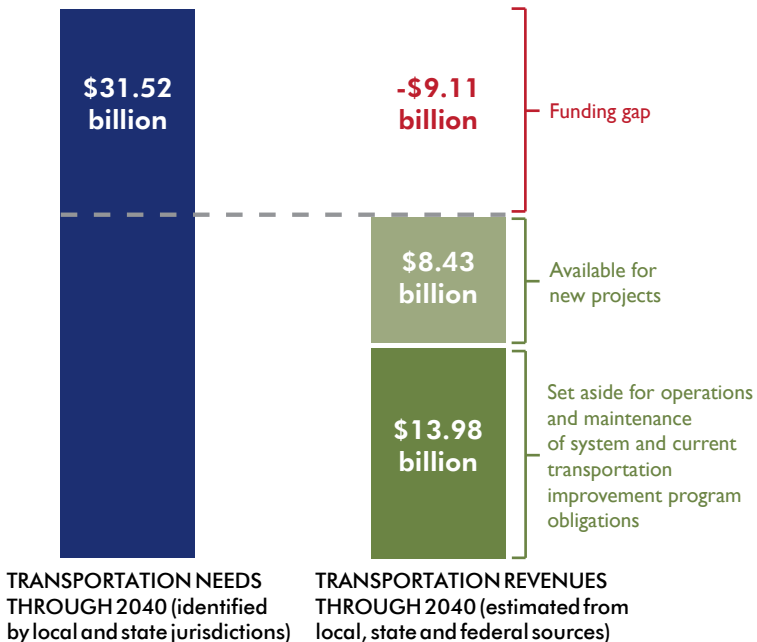 $31.52
billion
-$9.11
billion
Funding gap
$8.43
billion
Available for
new projects
$13.98
billion
Set aside for operations
and maintenance
of system and current
transportation
improvement program
obligations
TRANSPORTATION NEEDS
THROUGH 2040 (identified
by local and state jurisdictions)
TRANSPORTATION REVENUES
THROUGH 2040 (estimated from
local, state and federal sources)